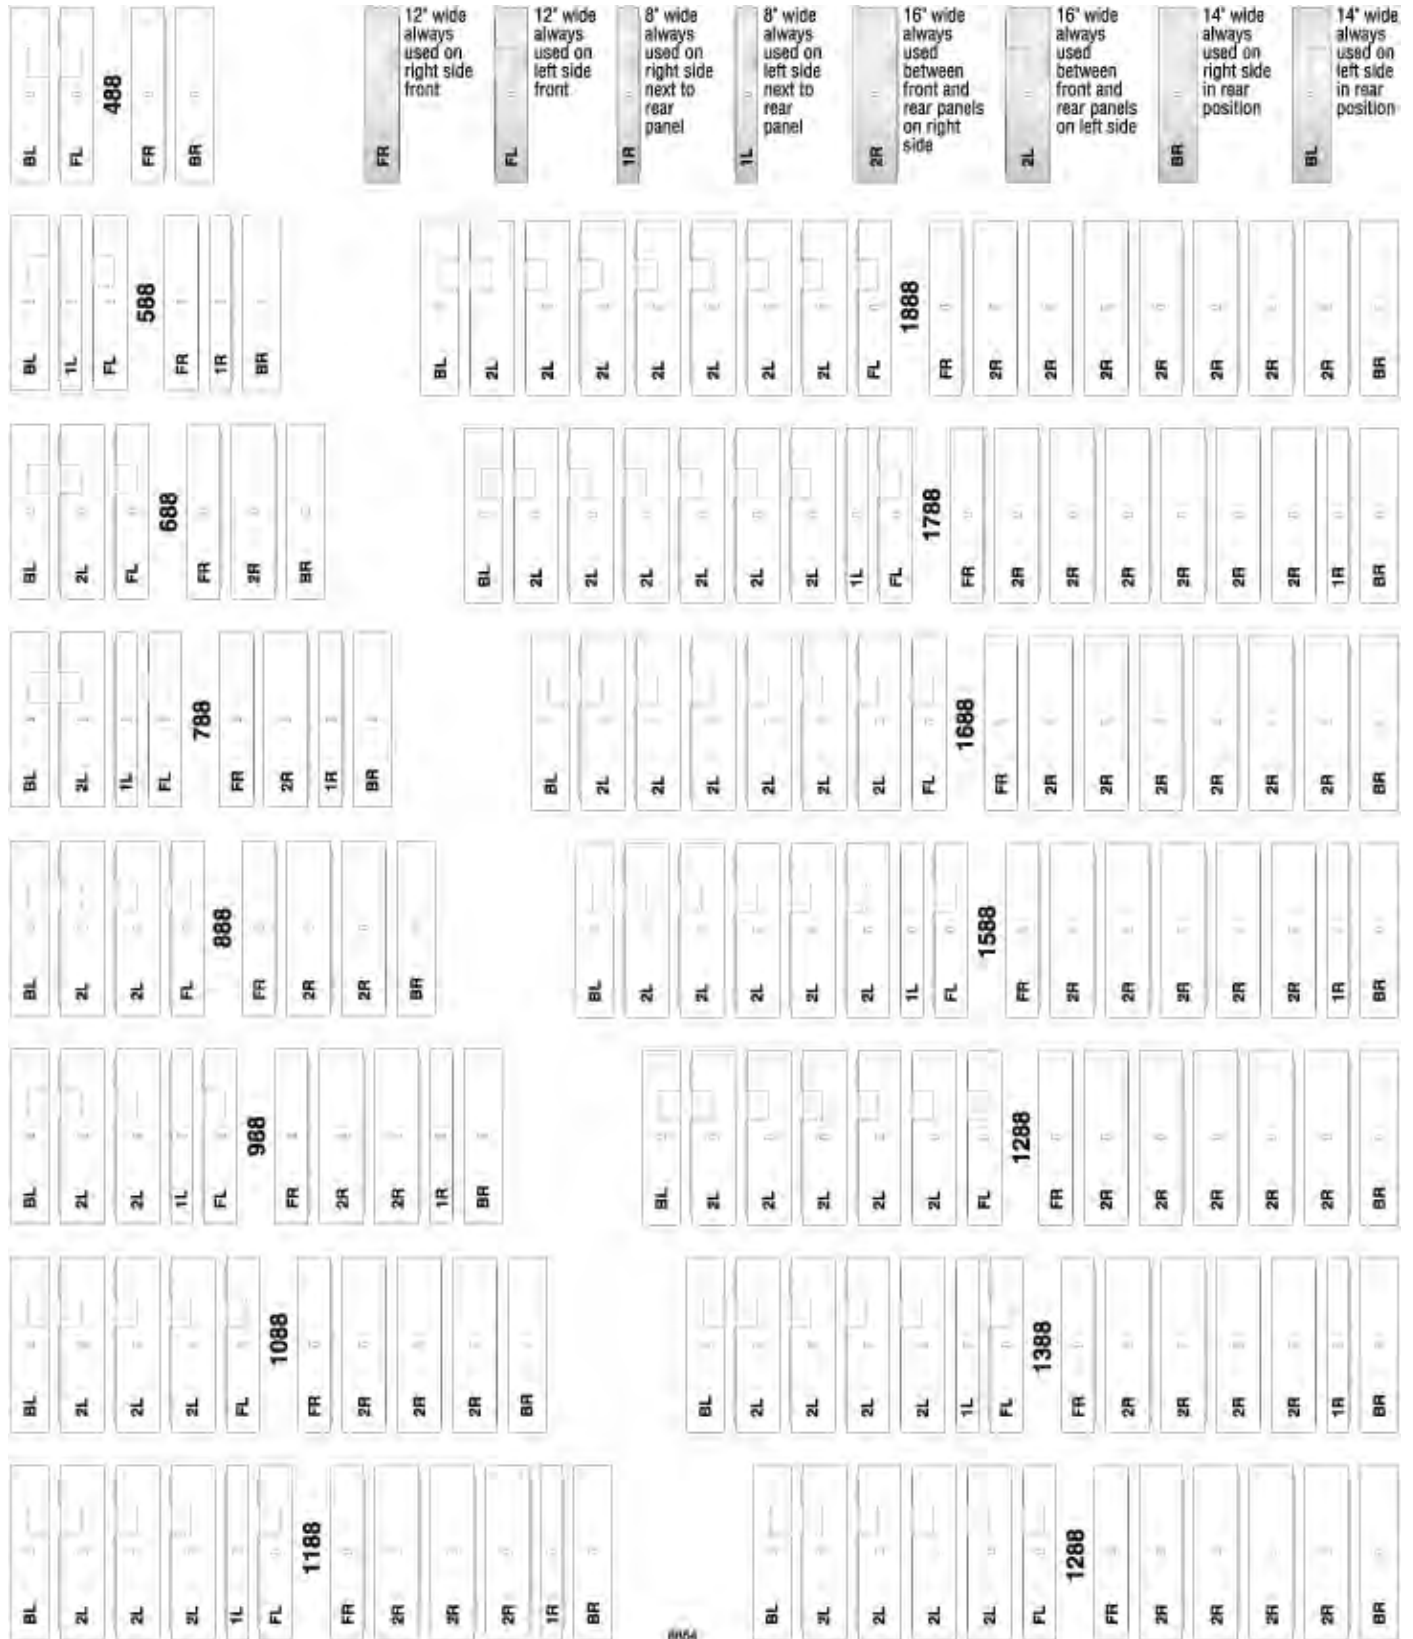 BL FL 488 FR BR
FR
12" wide
always
used on
right side
front
FL
12" wide
always
used on
left side
front
1R
8" wide
always
used on
right side
next to
rear
panel
1L
8" wide
always
used on
left side
next to
rear
panel
2R
16" wide
always
used
between
front and
rear panels
on right
side
2L
16" wide
always
used
between
front and
rear panels
on left side
BR
14" wide
always
used on
right side
in rear
position
BL
14" wide
always
used on
left side
in rear
position
BL 1L FL 588 FR 1R BR
BL 2L 2L 2L 2L 2L 2L 2L FL 1888 FR 2R 2R 2R 2R 2R 2R 2R BR
BL 2L FL 688 FR 2R BR
BL 2L 2L 2L 2L 2L 2L 1L FL 1788 FR 2R 2R 2R 2R 2R 2R 1R BR
BL 2L 1L FL 788 FR 2R 1R BR
BL 2L 2L 2L 2L 2L 2L FL 1688 FR 2R 2R 2R 2R 2R 2R BR
BL 2L 2L FL 888 FR 2R 2R BR
BL 2L 2L 2L 2L 2L 1L FL 1588 FR 2R 2R 2R 2R 2R 1R BR
BL 2L 2L 1L FL 988 FR 2R 2R 1R BR
BL 2L 2L 2L 2L 2L FL 1288 FR 2R 2R 2R 2R 2R BR
BL 2L 2L 2L FL 1088 FR 2R 2R 2R BR
BL 2L 2L 2L 2L 1L FL 1388 FR 2R 2R 2R 2R 1R BR
BL 2L 2L 2L 1L FL 1188 FR 2R 2R 2R 1R BR
BL 2L 2L 2L 2L FL 1288 FR 2R 2R 2R 2R BR